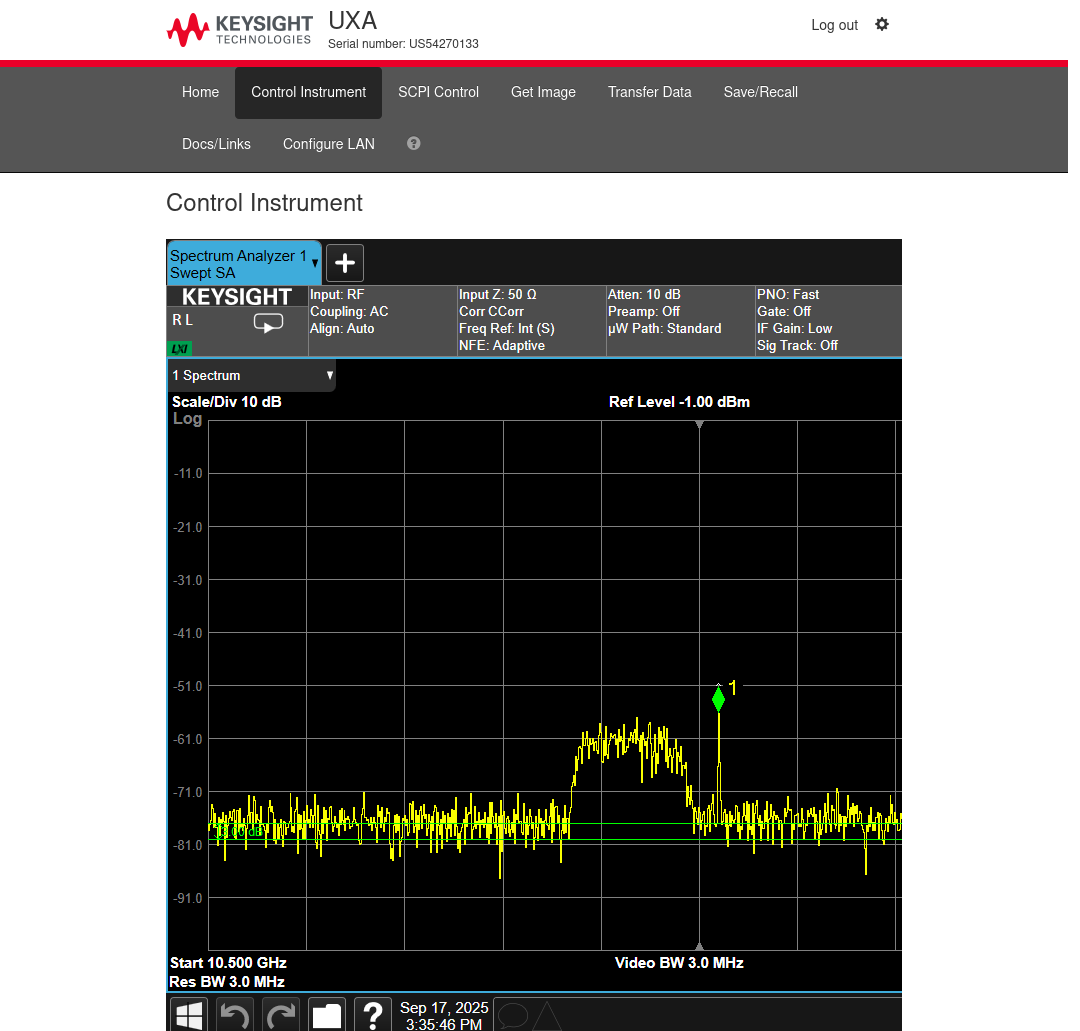 KEYSIGHT
TECHNOLOGIES
UXA
Serial number: US54270133
Log out
Home
Control Instrument
SCPI Control
Get Image
Transfer Data
Save/Recall
Docs/Links
Configure LAN
?
Control Instrument
Spectrum Analyzer 1
Swept SA
KEYSIGHT
R L
LXI
Input: RF
Coupling: AC
Align: Auto
Input Z: 50 Ω
Corr CCorr
Freq Ref: Int (S)
NFE: Adaptive
Atten: 10 dB
Preamp: Off
µW Path: Standard
PNO: Fast
Gate: Off
IF Gain: Low
Sig Track: Off
1 Spectrum
Scale/Div 10 dB
Ref Level -1.00 dBm
Log
-11.0
-21.0
-31.0
-41.0
-51.0
1
-61.0
-71.0
-81.0
-91.0
Start 10.500 GHz
Video BW 3.0 MHz
Res BW 3.0 MHz
?
Sep 17, 2025
3:35:46 PM